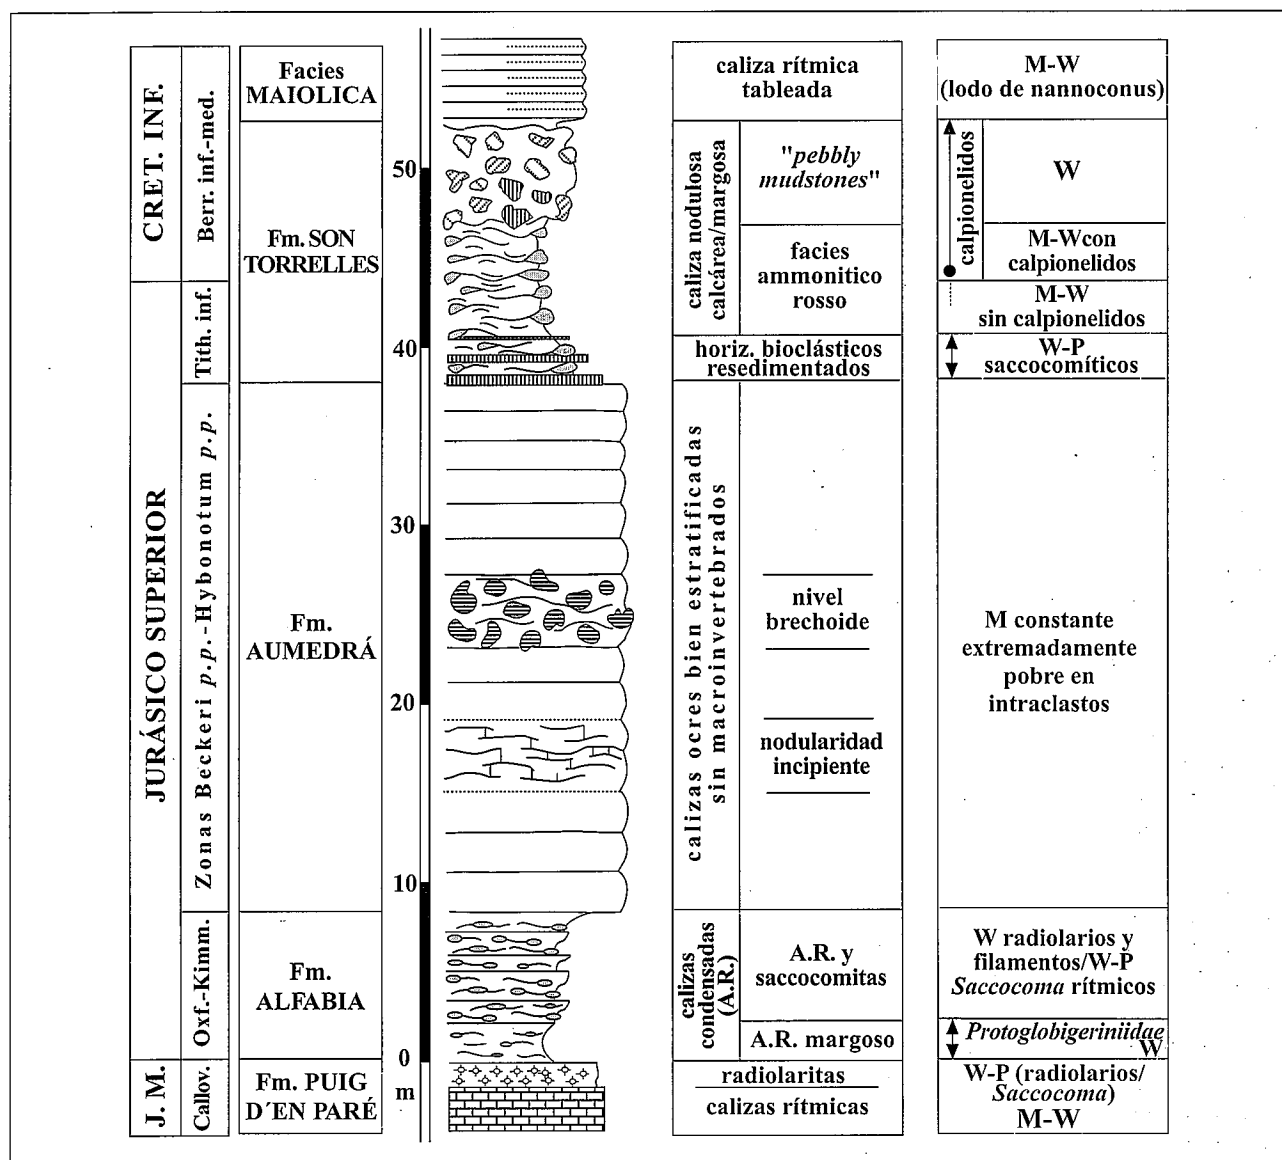 CRET. INF.
JURÁSICO SUPERIOR
J. M.
Berr. inf.-med.
Tith. inf.
Zonas Beckeri p.p.-Hybonotum p.p.
Oxf.-Kimm.
Callov.
Facies
MAIOLICA
Fm. SON
TORRELLES
Fm.
AUMEDRÁ
Fm.
ALFABIA
Fm. PUIG
D´EN PARÉ
50
40
30
20
10
0
m
caliza rítmica
tableada
caliza nodulosa
calcárea/margosa
"pebbly
mudstones"
facies
ammonitico
rosso
horiz. bioclásticos
resedimentados
calizas ocres bien estratificadas
sin macroinvertebrados
nivel
brechoide
nodularidad
incipiente
calizas
condensadas
(A.R.)
A.R. y
saccocomitas
A.R. margoso
radiolaritas
calizas rítmicas
M-W
(lodo de nannoconus)
calpionelidos
W
M-Wcon
calpionelidos
M-W
sin calpionelidos
W-P
saccocomíticos
M constante
extremadamente
pobre en
intraclastos
W radiolarios y
filamentos/W-P
Saccocoma rítmicos
Protoglobigeriniidae
W
W-P (radiolarios/
Saccocoma)
M-W